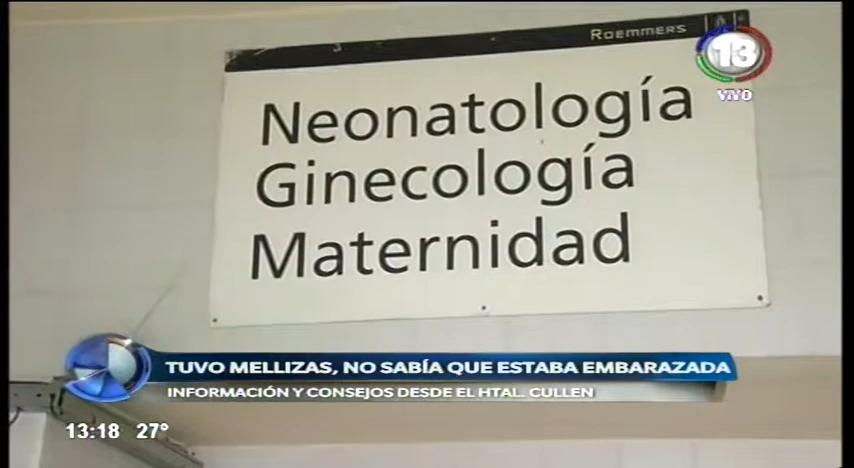 Roemmers
13
VIVO
Neonatología
Ginecología
Maternidad
TUVO MELLIZAS, NO SABÍA QUE ESTABA EMBARAZADA
INFORMACIÓN Y CONSEJOS DESDE EL HTAL. CULLEN
13:18 27°